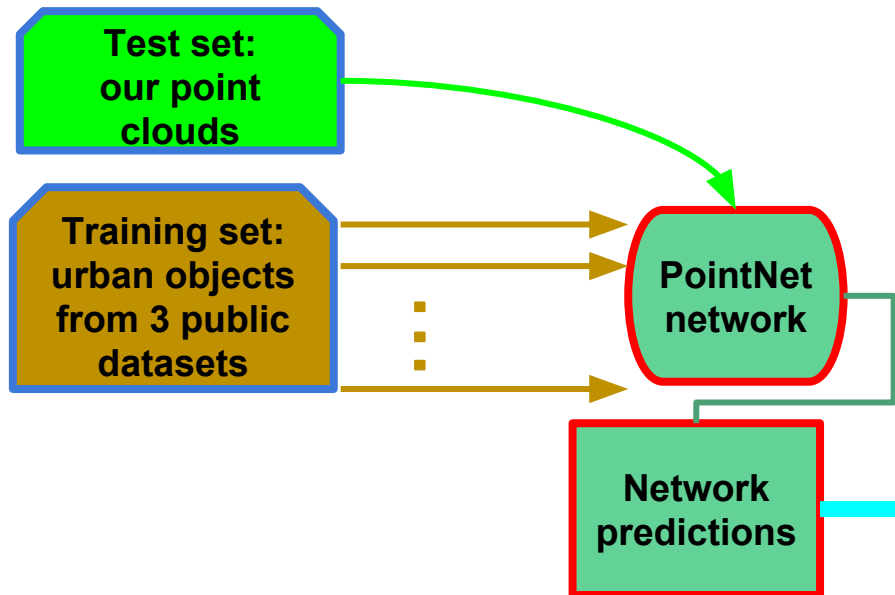 Test set:
our point
clouds
Training set:
urban objects
from 3 public
datasets
PointNet
network
Network
predictions